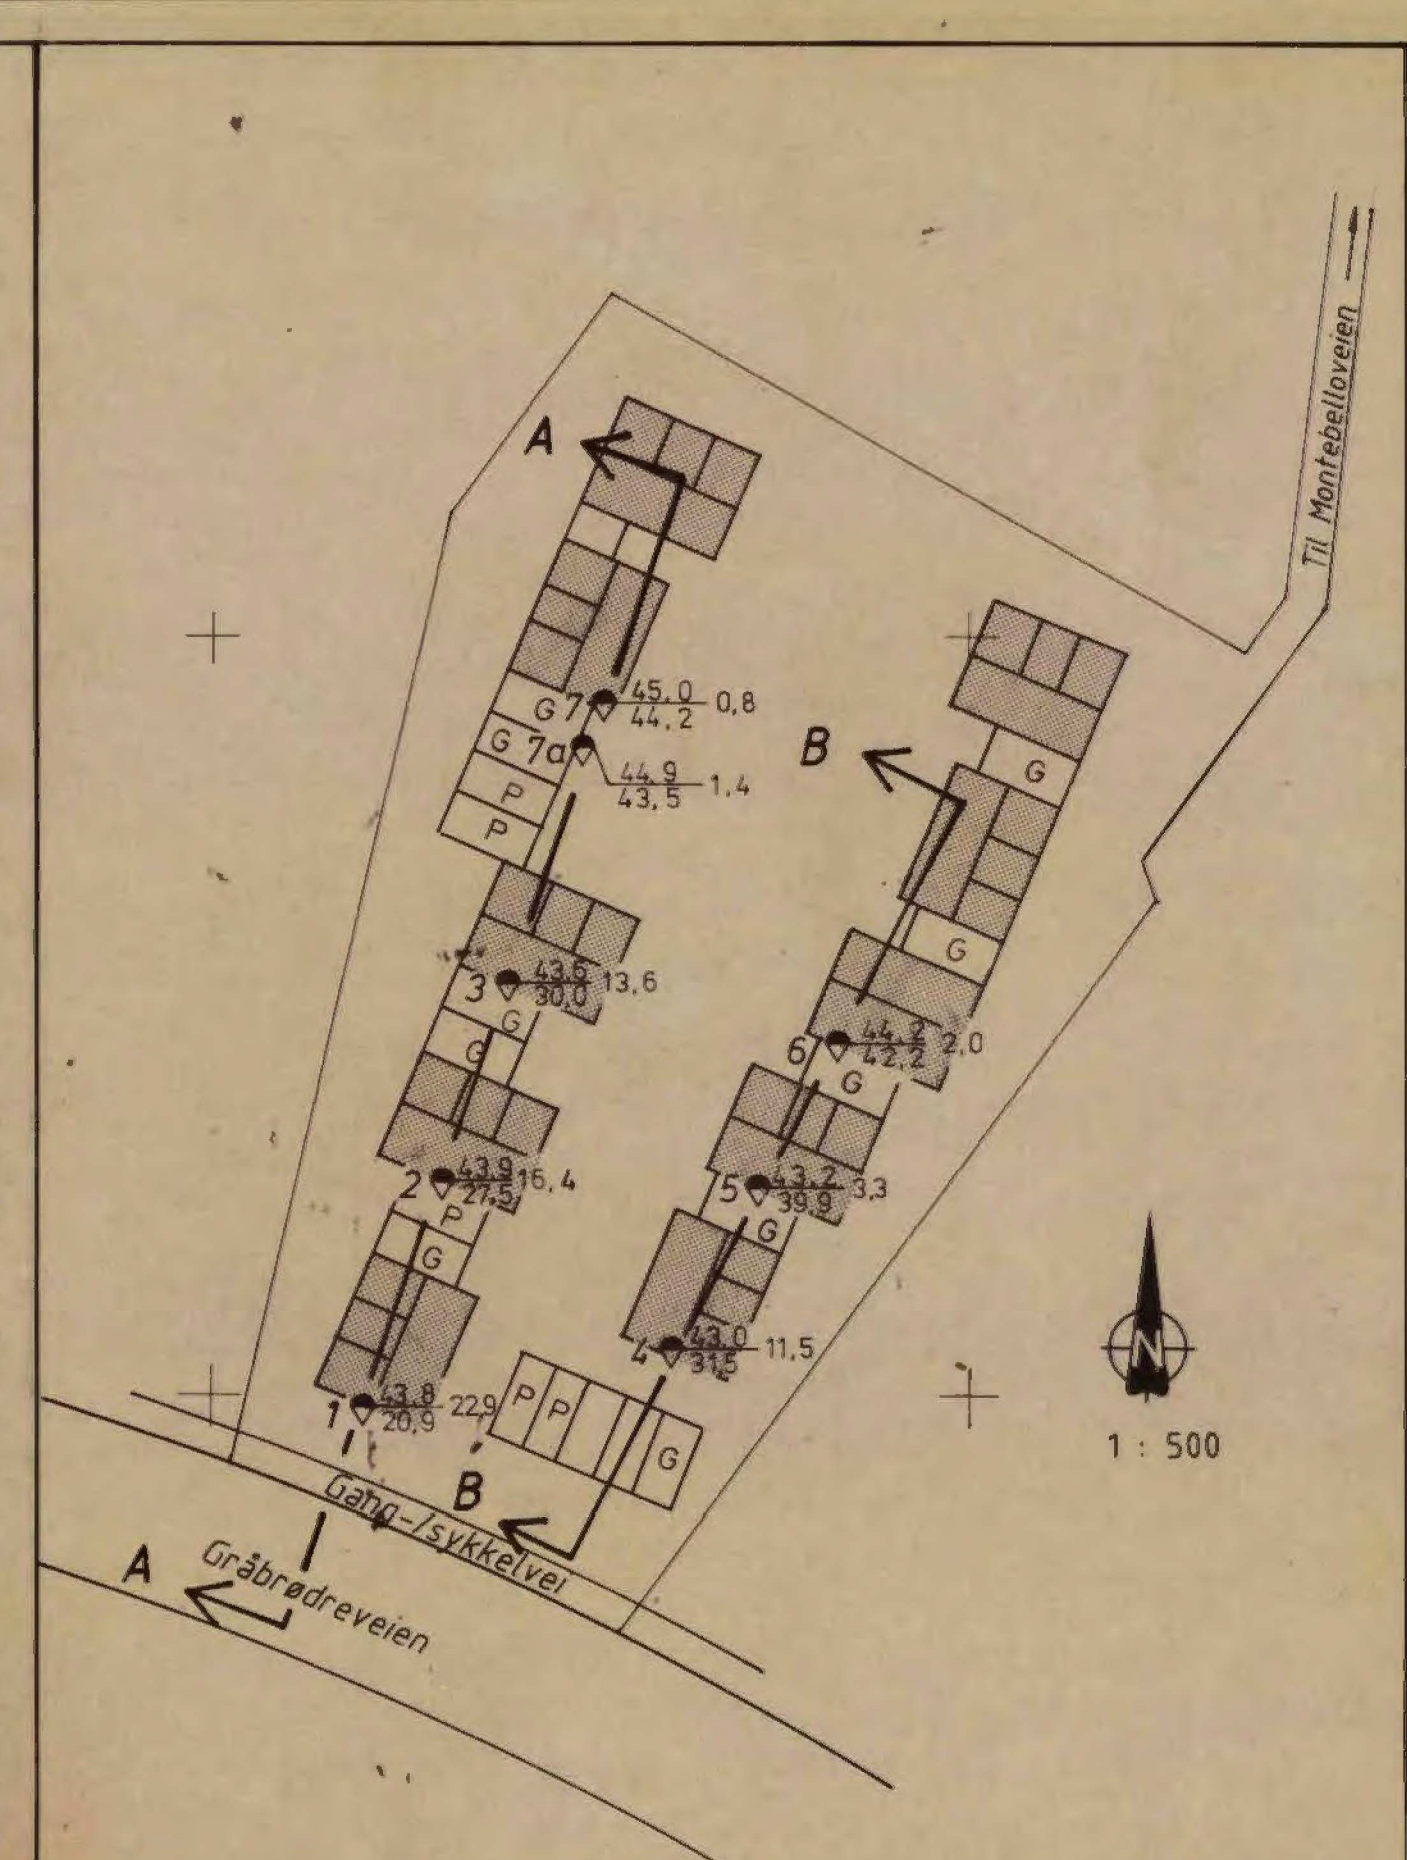 Til Montebelloveien
A
7 45,0 0,8
44,2
G
G 7a
44,9 1,4
43,5
P
P
B
G
G
3 43,6 13,6
30,0
G
G
6 44,2 2,0
42,2
G
2 43,9 16,4
27,5
P
G
5 43,2 3,3
39,9
G
4 43,0 11,5
31,5
1 43,8 22,9
20,9
P P G
N
1 : 500
B
Gang-/sykkelvei
A
Gråbrødreveien